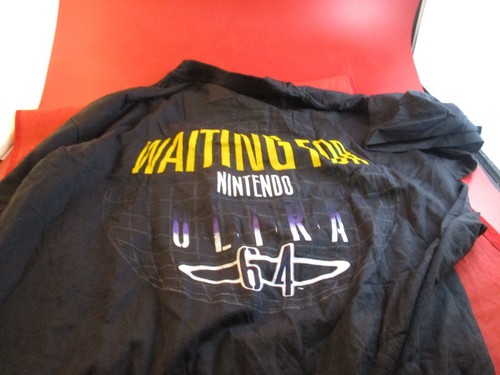 WAITING FOR
NINTENDO
ULTRA
64